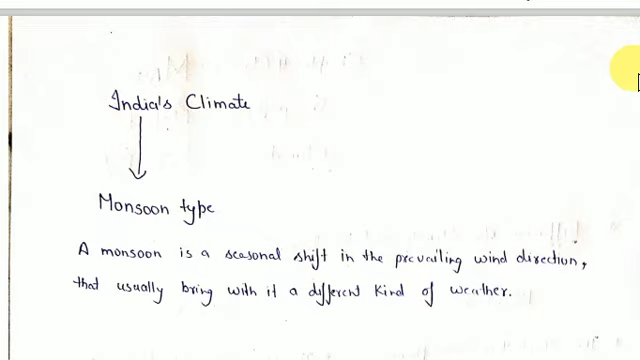 India's Climate
Monsoon type
A monsoon is a seasonal shift in the prevailing wind direction,
that usually bring with it a different kind of weather.